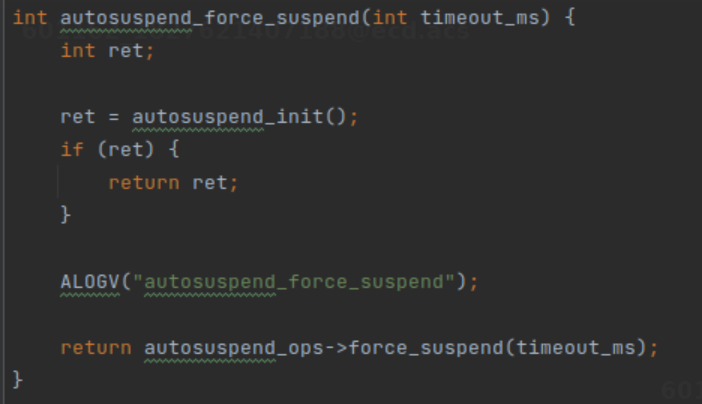 int autosuspend_force_suspend(int timeout_ms) {
    int ret;
    ret = autosuspend_init();
    if (ret) {
        return ret;
    }
    ALOGV("autosuspend_force_suspend");
    return autosuspend_ops->force_suspend(timeout_ms);
}